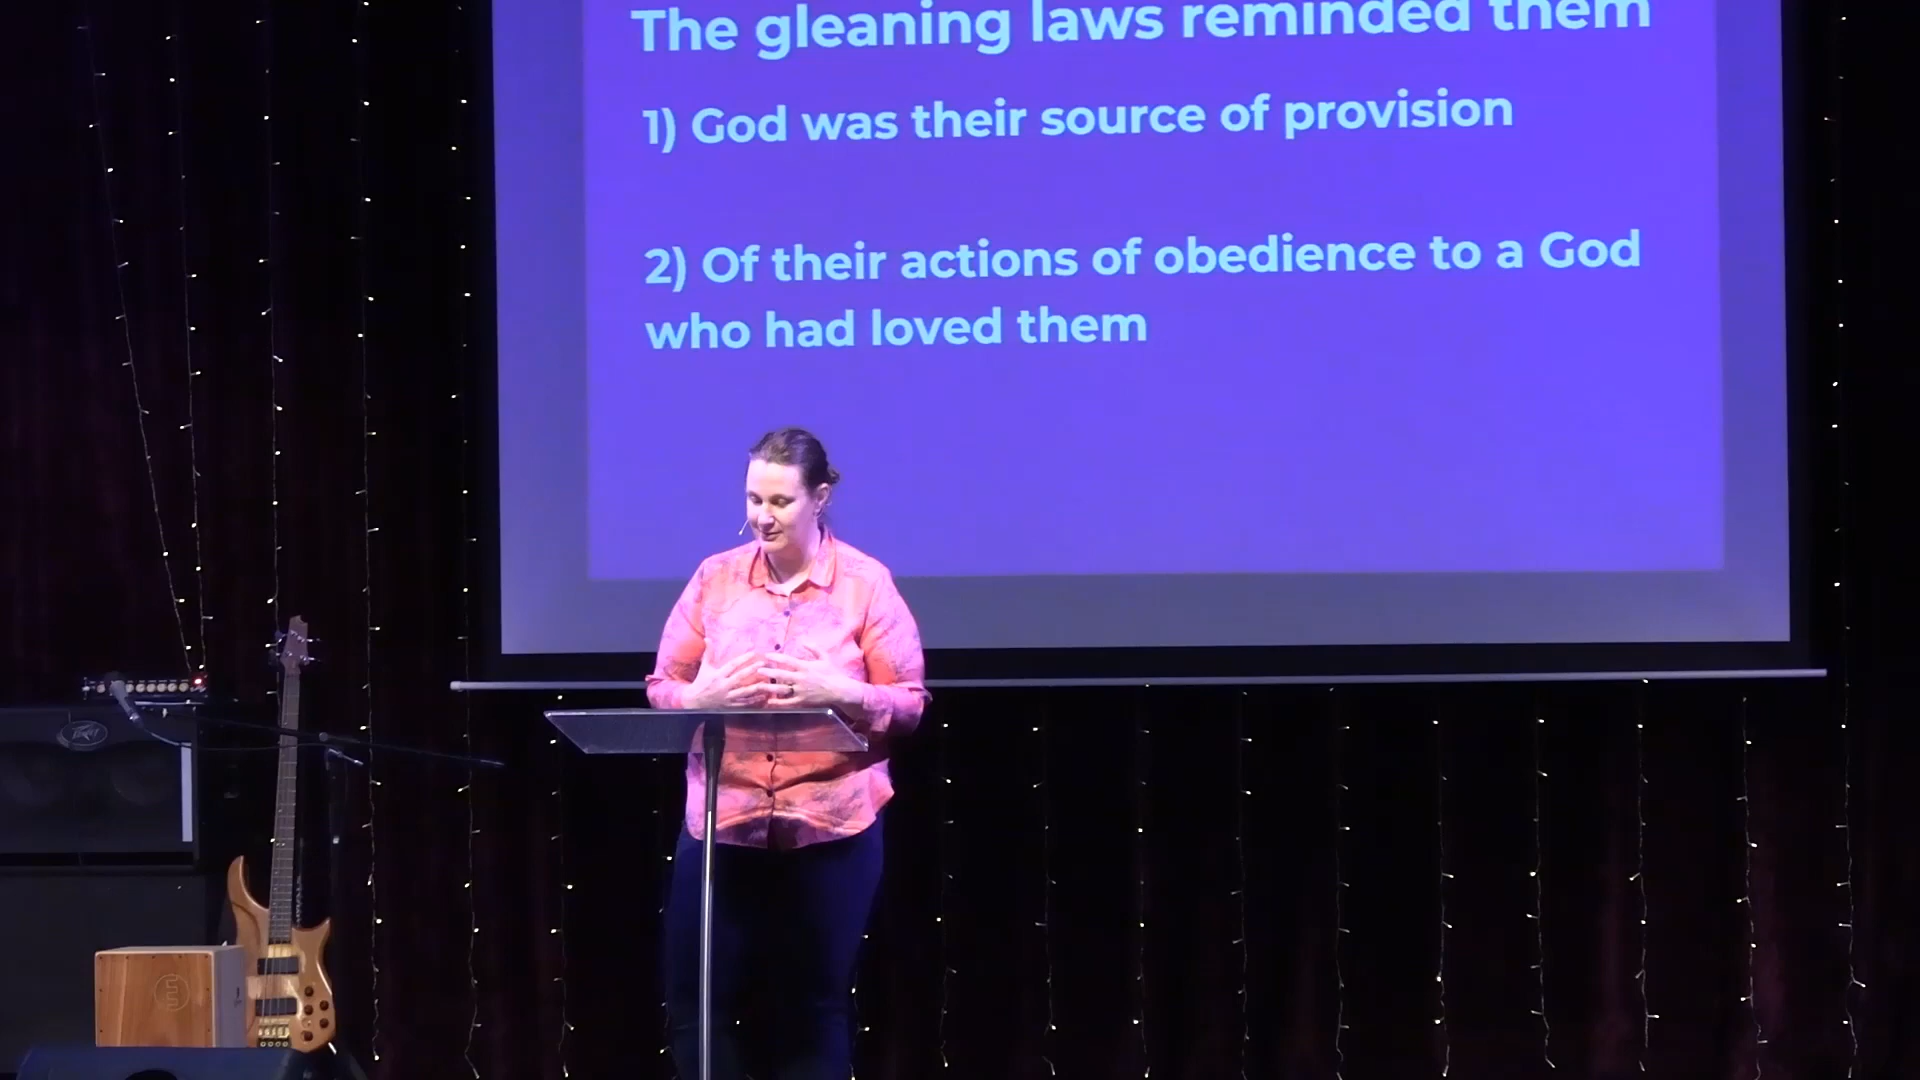 The gleaning laws reminded them
1) God was their source of provision
2) Of their actions of obedience to a God
who had loved them
Peavey